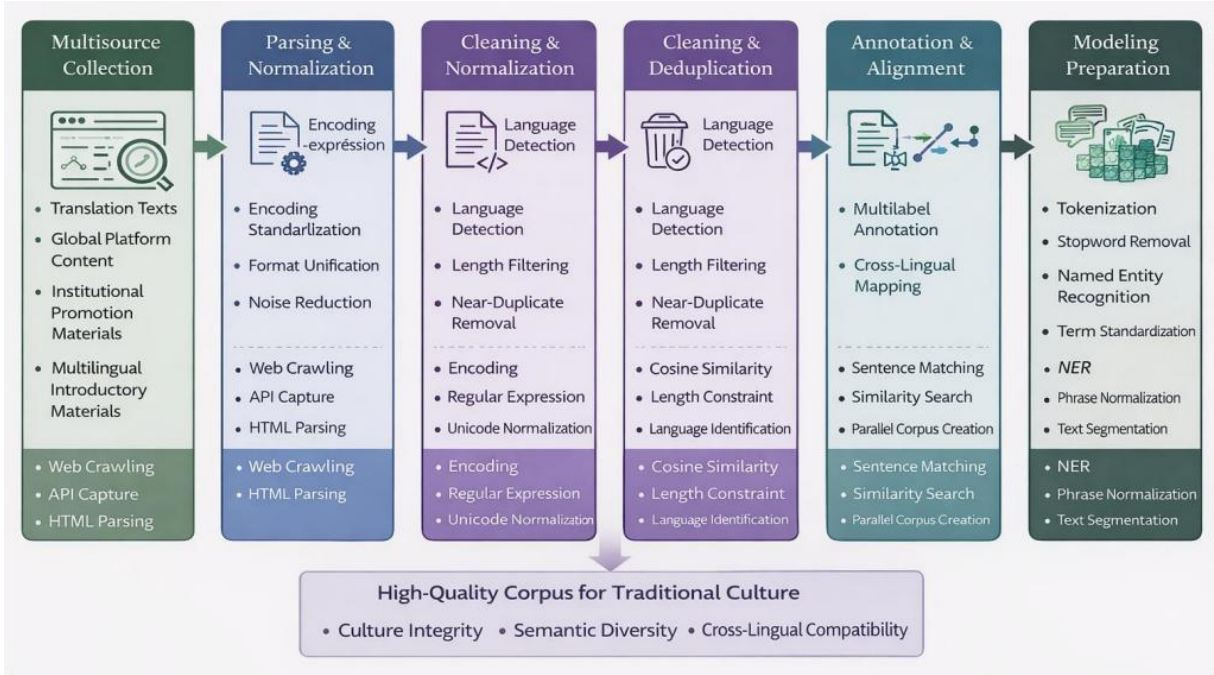 Multisource
Collection
• Translation Texts
• Global Platform
Content
• Institutional
Promotion
Materials
• Multilingual
Introductory
Materials
• Web Crawling
• API Capture
• HTML Parsing
Parsing &
Normalization
Encoding
-expréssion
• Encoding
Standarlization
• Format Unification
• Noise Reduction
• Web Crawling
• API Capture
• HTML Parsing
• Web Crawling
• HTML Parsing
Cleaning &
Normalization
Language
Detection
• Language
Detection
• Length Filtering
• Near-Duplicate
Removal
• Encoding
• Regular Expression
• Unicode Normalization
• Encoding
• Regular Expression
• Unicode Normalization
Cleaning &
Deduplication
Language
Detection
• Language
Detection
• Length Filtering
• Near-Duplicate
Removal
• Cosine Similarity
• Length Constraint
• Language Identification
• Cosine Similarity
• Length Constraint
• Language Identification
Annotation &
Alignment
• Multilabel
Annotation
• Cross-Lingual
Mapping
• Sentence Matching
• Similarity Search
• Parallel Corpus Creation
• Sentence Matching
• Similarity Search
• Parallel Corpus Creation
Modeling
Preparation
• Tokenization
• Stopword Removal
• Named Entity
Recognition
• Term Standardization
• NER
• Phrase Normalization
• Text Segmentation
• NER
• Phrase Normalization
• Text Segmentation
High-Quality Corpus for Traditional Culture
• Culture Integrity • Semantic Diversity • Cross-Lingual Compatibility